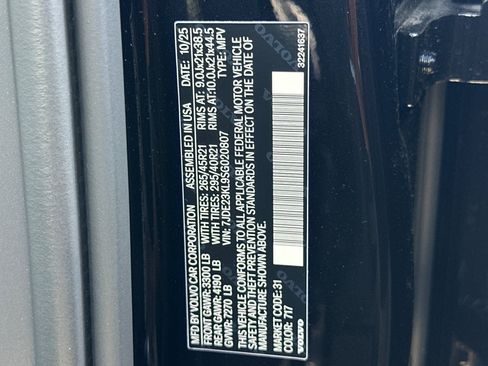 MFD BY VOLVO CAR CORPORATION ASSEMBLED IN USA DATE: 10/25
FRONT GAWR: 3300 LB WITH TIRES: 265/45R21 RIMS AT: 9.0Jx21x38.5
REAR GAWR: 4190 LB WITH TIRES: 295/40R21 RIMS AT: 10.0Jx21x44.5
GVWR: 7270 LB VIN: 7JDE23KL9SG020807 TYPE: MPV
THIS VEHICLE CONFORMS TO ALL APPLICABLE FEDERAL MOTOR VEHICLE
SAFETY AND THEFT PREVENTION STANDARDS IN EFFECT ON THE DATE OF
MANUFACTURE SHOWN ABOVE.
MARKET CODE: 31
COLOR: 717
VOLVO
32241637